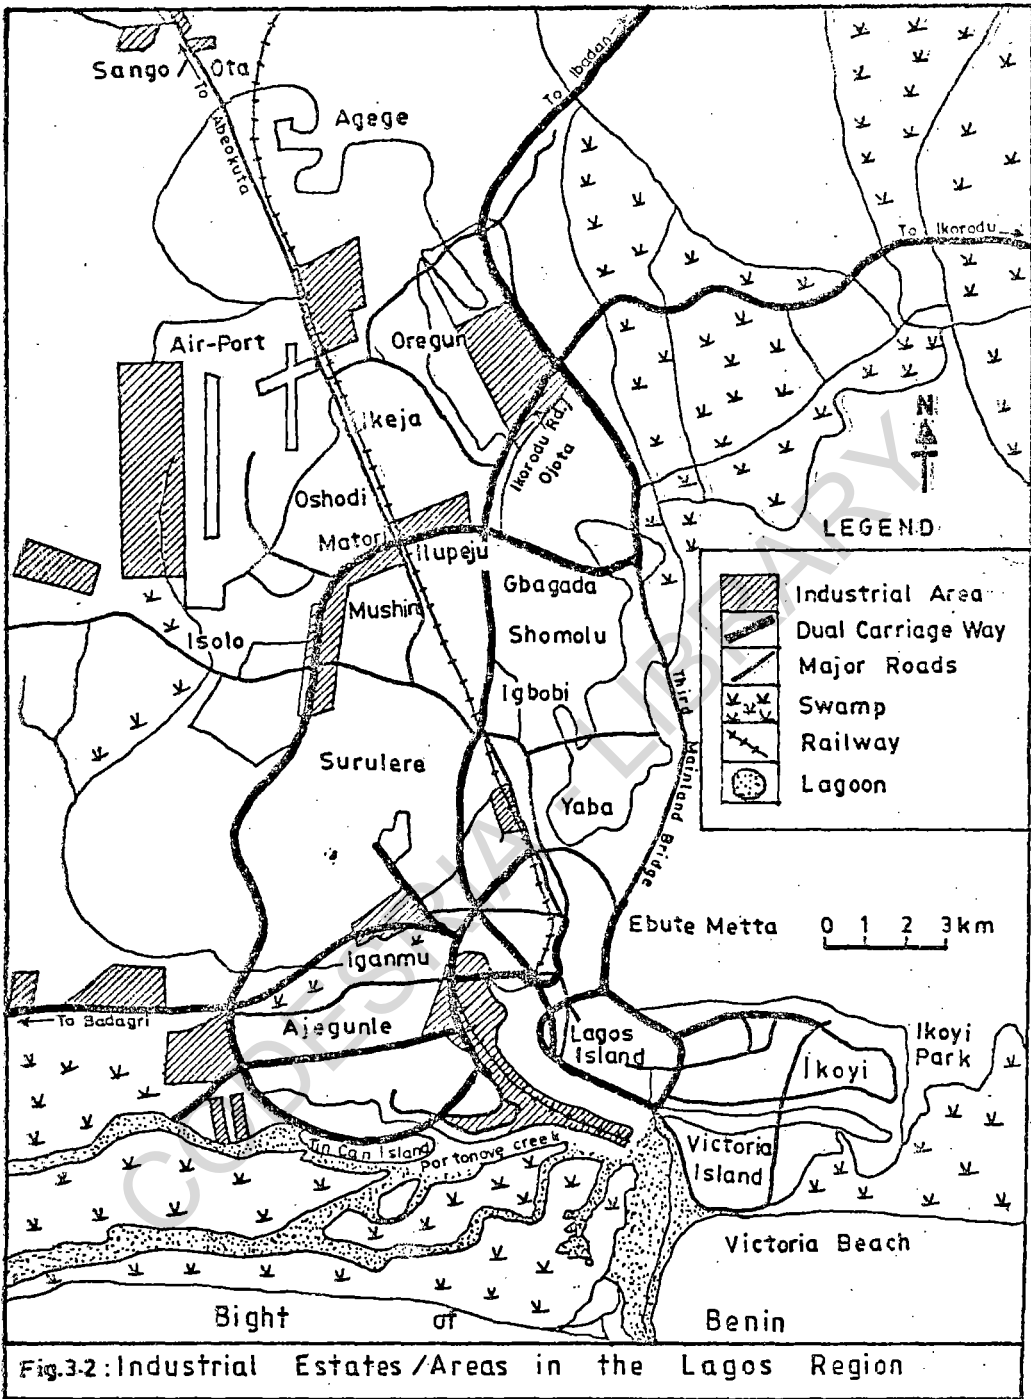 Sango / Ota
To Abeokuta
Agege
To Ibadan
To Ikorodu
Air-Port
Oregun
Ikeja
Ikorodu Rd.
Ojota
N
Oshodi
Matori
Ilupeju
Gbagada
Mushin
Isolo
Shomolu
Igbobi
Surulere
Yaba
Third Mainland Bridge
LEGEND
Industrial Area
Dual Carriage Way
Major Roads
Swamp
Railway
Lagoon
Ebute Metta
0 1 2 3km
Iganmu
To Badagri
Ajegunle
Lagos
Island
Ikoyi
Ikoyi
Park
Tin Can Island
Portonove creek
Victoria
Island
Victoria Beach
Bight of Benin
Fig.3.2: Industrial Estates/Areas in the Lagos Region
CODESRIA - LIBRARY